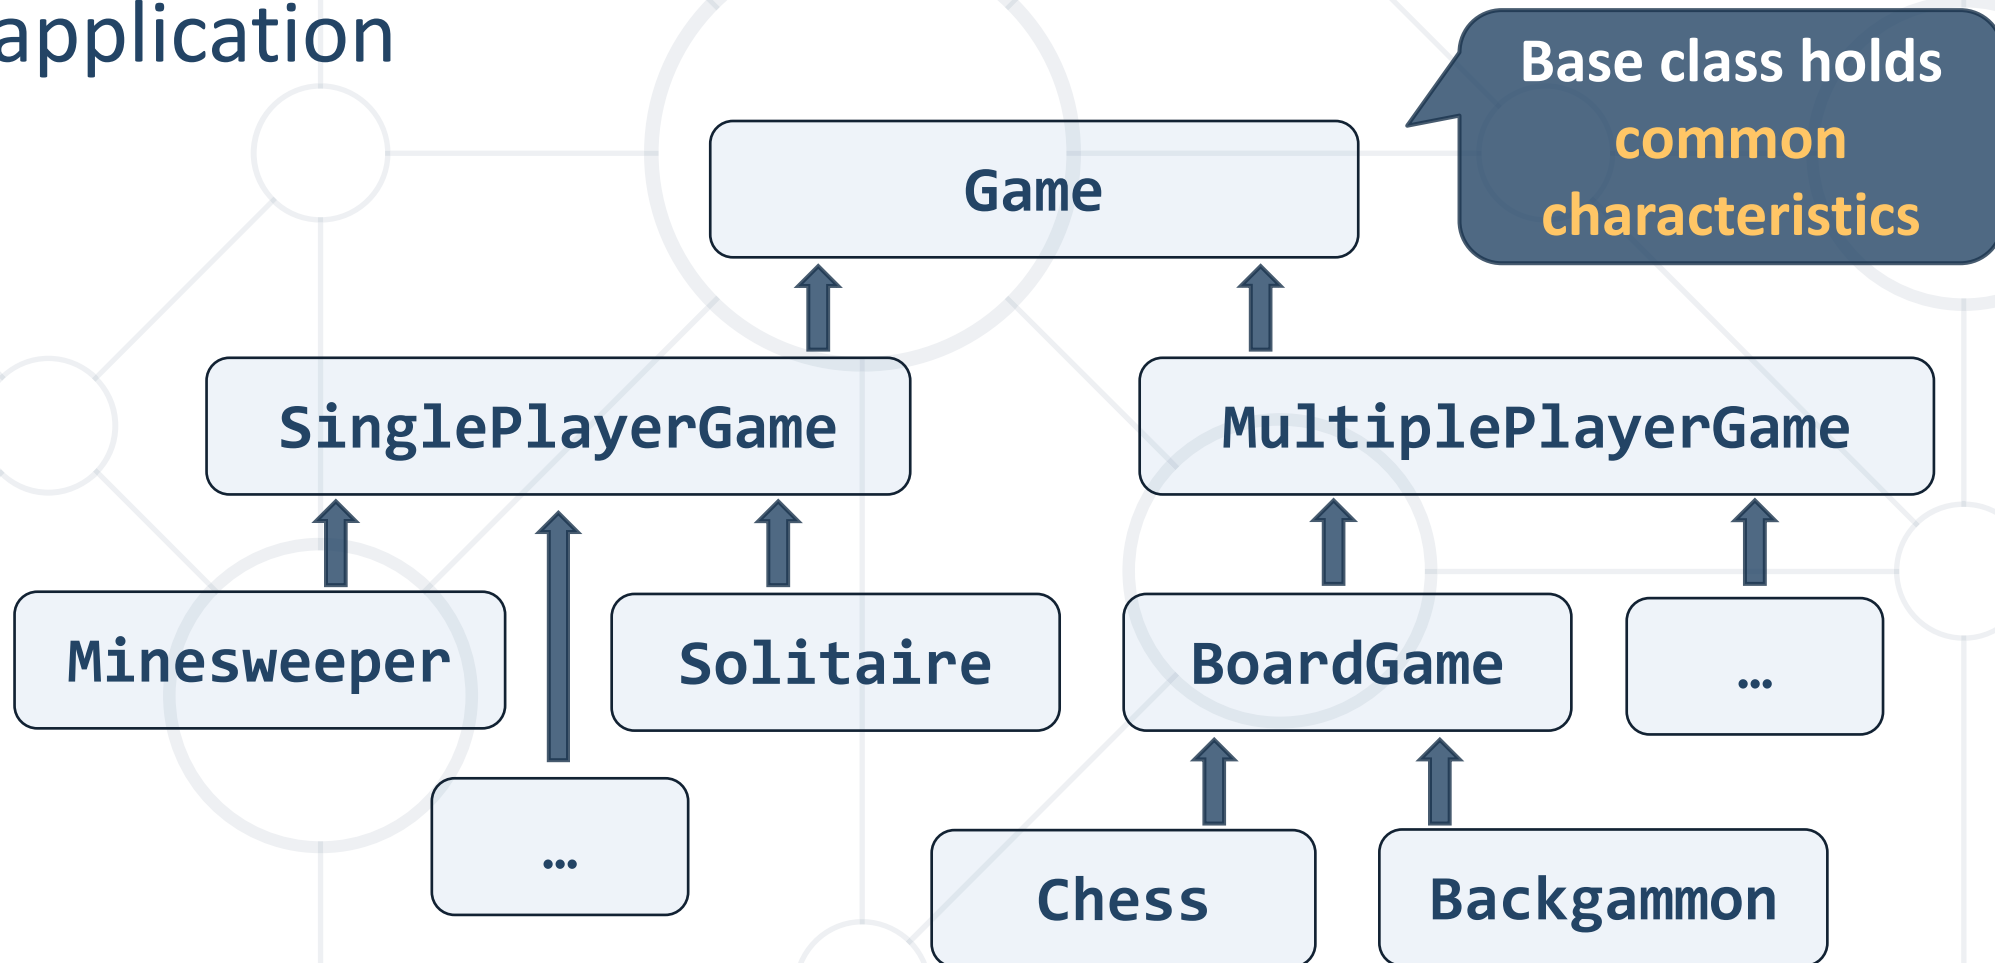 application
Base class holds
common
characteristics
Game
SinglePlayerGame
MultiplePlayerGame
Minesweeper
Solitaire
BoardGame
…
…
Chess
Backgammon